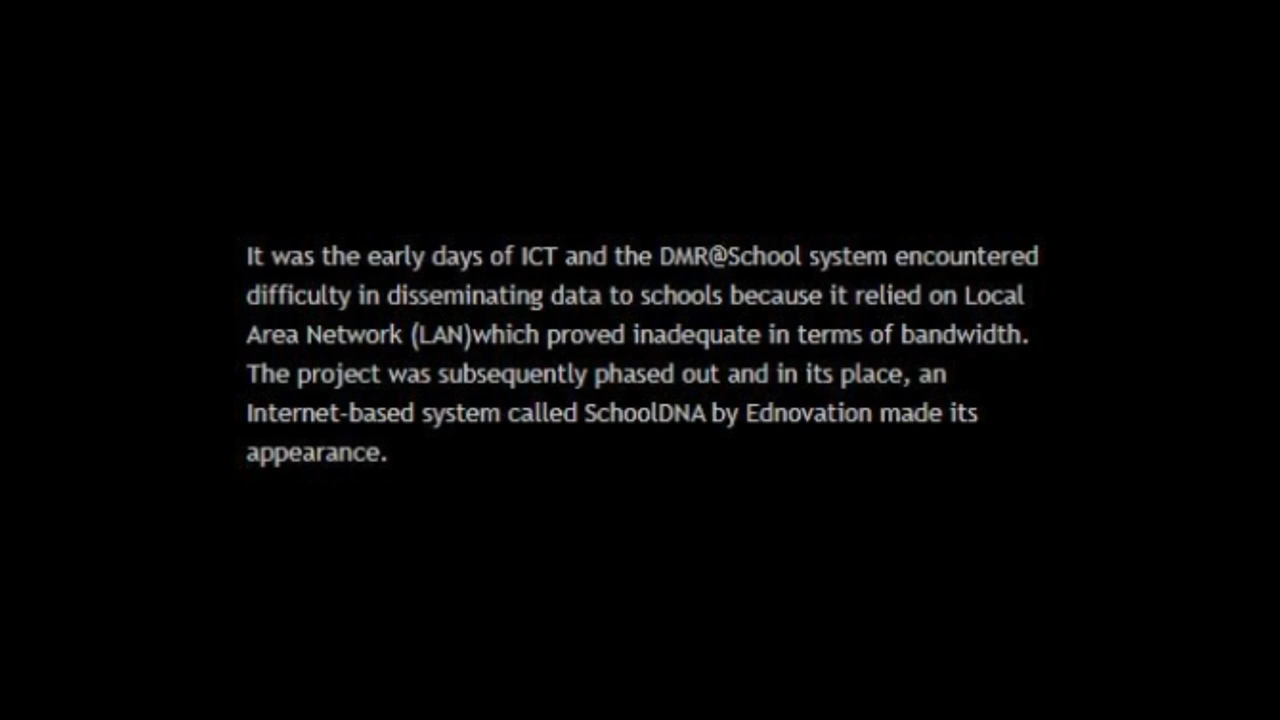 It was the early days of ICT and the DMR@School system encountered
difficulty in disseminating data to schools because it relied on Local
Area Network (LAN)which proved inadequate in terms of bandwidth.
The project was subsequently phased out and in its place, an
Internet-based system called SchoolDNA by Ednovation made its
appearance.